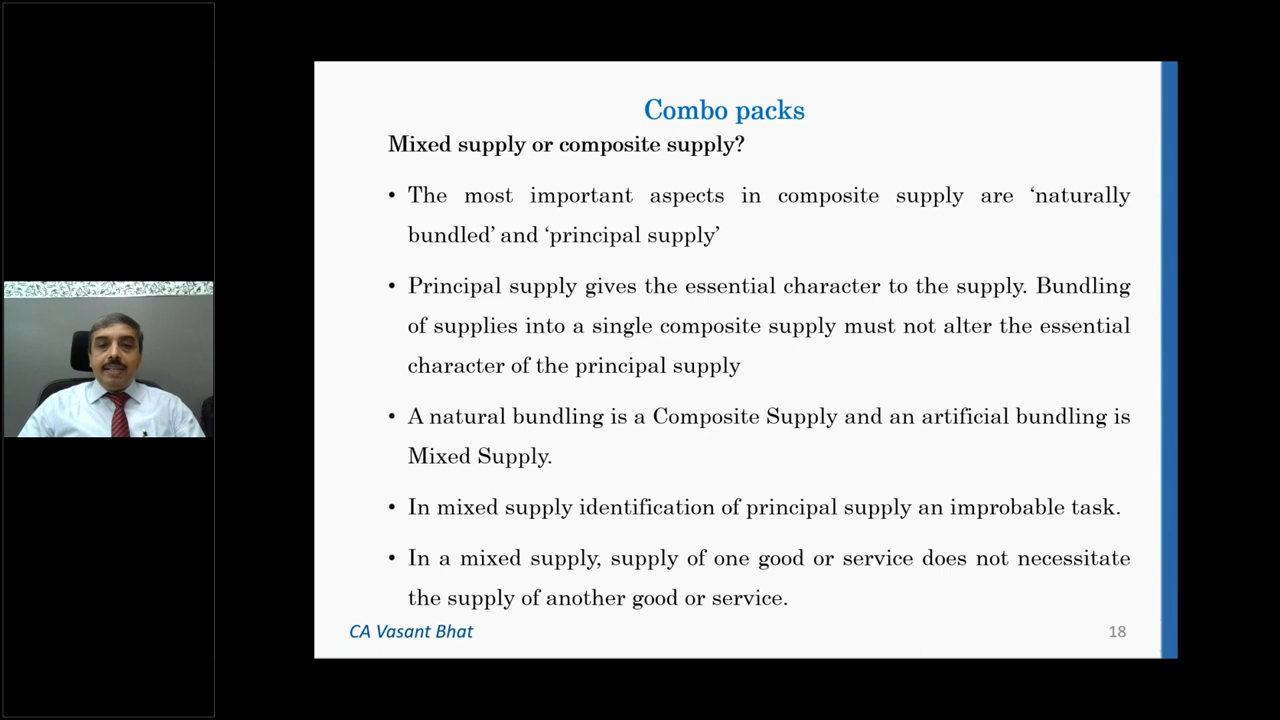 Combo packs
Mixed supply or composite supply?
• The most important aspects in composite supply are ‘naturally
bundled’ and ‘principal supply’
• Principal supply gives the essential character to the supply. Bundling
of supplies into a single composite supply must not alter the essential
character of the principal supply
• A natural bundling is a Composite Supply and an artificial bundling is
Mixed Supply.
• In mixed supply identification of principal supply an improbable task.
• In a mixed supply, supply of one good or service does not necessitate
the supply of another good or service.
CA Vasant Bhat
18